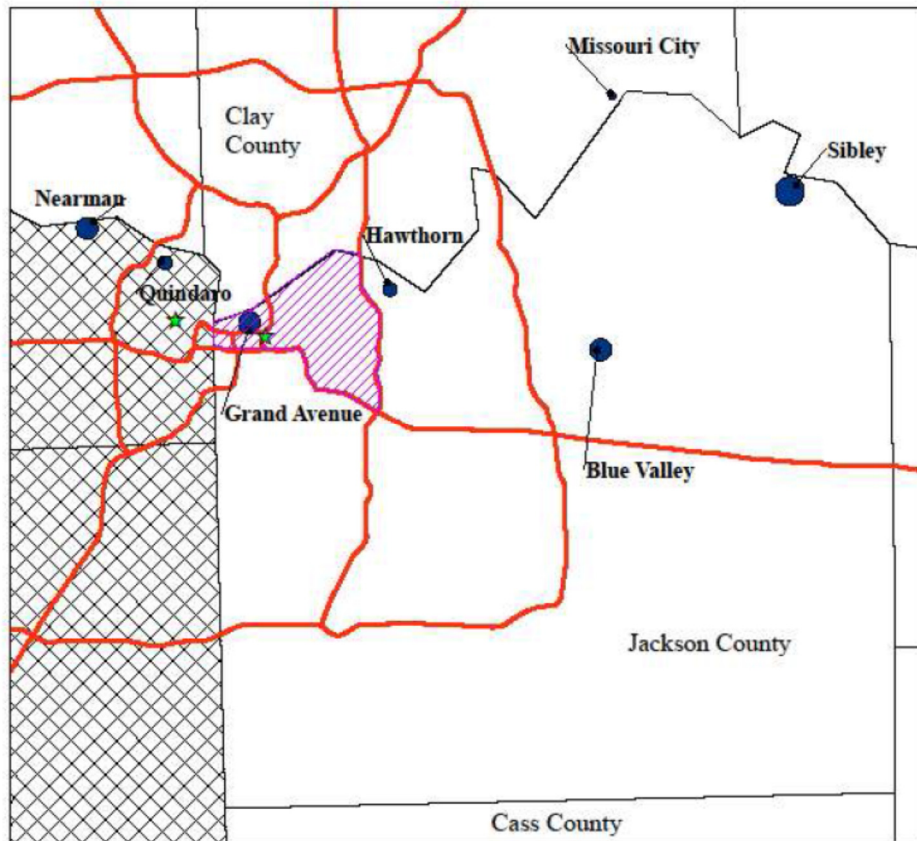 Missouri City
Clay
County
Sibley
Nearman
Hawthorn
Quindaro
Grand Avenue
Blue Valley
Jackson County
Cass County